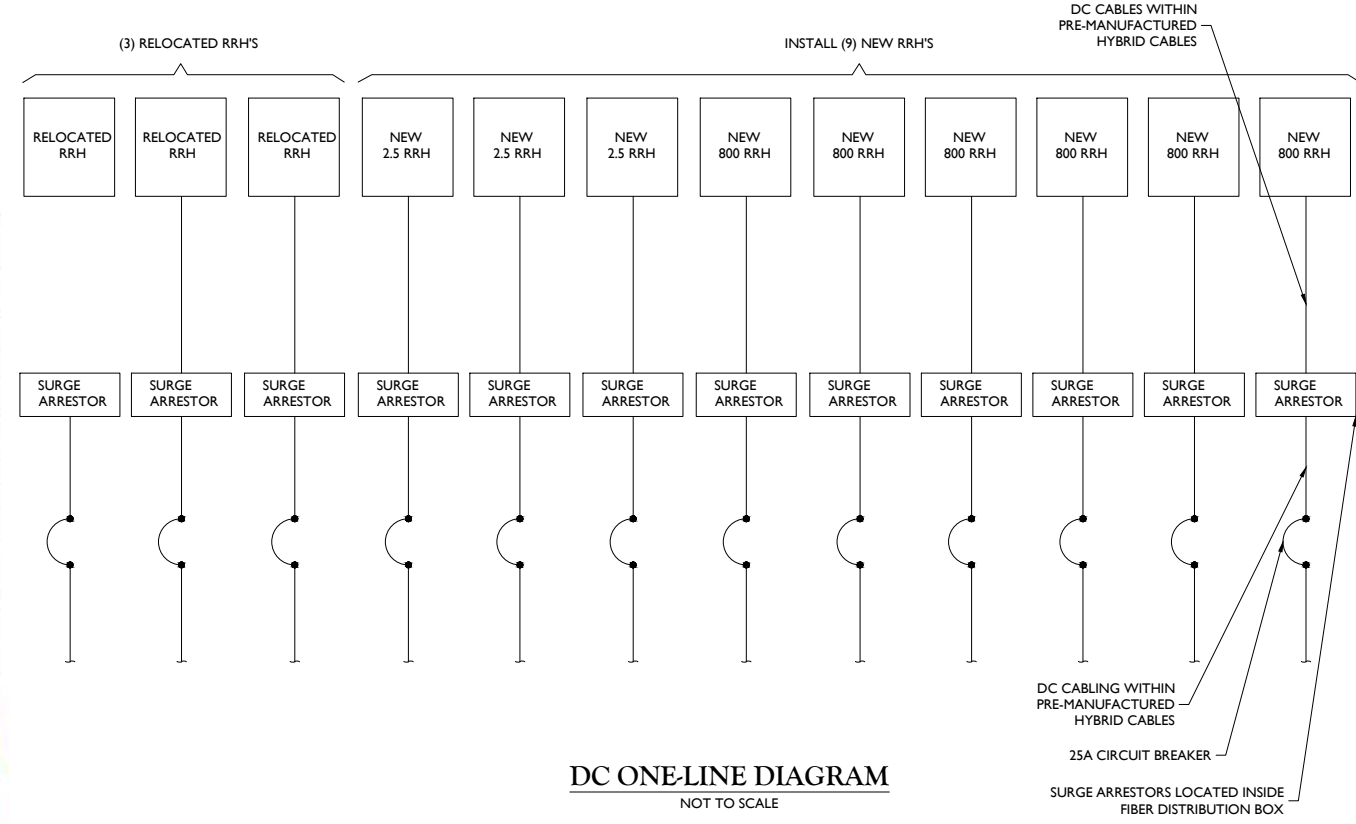 DC CABLES WITHIN
PRE-MANUFACTURED
HYBRID CABLES
(3) RELOCATED RRH'S
INSTALL (9) NEW RRH'S
RELOCATED
RRH
RELOCATED
RRH
RELOCATED
RRH
NEW
2.5 RRH
NEW
2.5 RRH
NEW
2.5 RRH
NEW
800 RRH
NEW
800 RRH
NEW
800 RRH
NEW
800 RRH
NEW
800 RRH
NEW
800 RRH
SURGE
ARRESTOR
SURGE
ARRESTOR
SURGE
ARRESTOR
SURGE
ARRESTOR
SURGE
ARRESTOR
SURGE
ARRESTOR
SURGE
ARRESTOR
SURGE
ARRESTOR
SURGE
ARRESTOR
SURGE
ARRESTOR
SURGE
ARRESTOR
SURGE
ARRESTOR
DC CABLING WITHIN
PRE-MANUFACTURED
HYBRID CABLES
25A CIRCUIT BREAKER
SURGE ARRESTORS LOCATED INSIDE
FIBER DISTRIBUTION BOX
DC ONE-LINE DIAGRAM
NOT TO SCALE